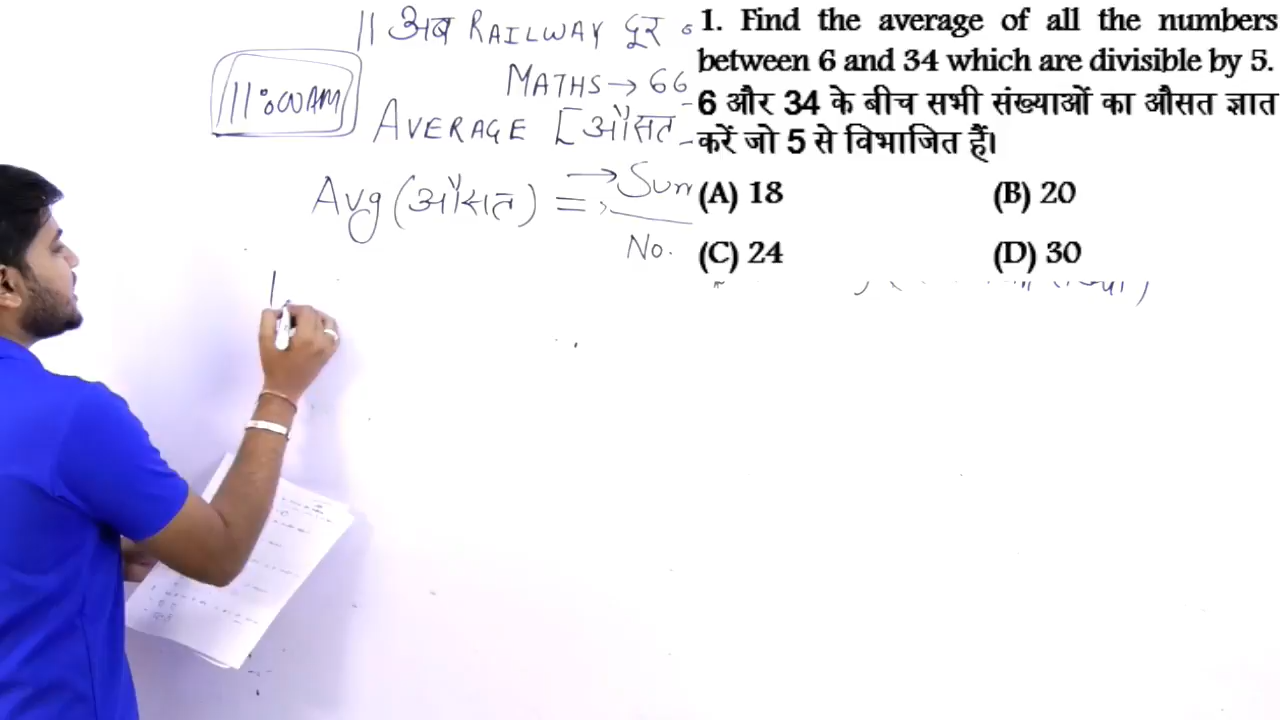 11 अब RAILWAY दूर
11:00AM
MATHS → 66
AVERAGE [औसत
Avg (औसत) = Sum
No.
1. Find the average of all the numbers
between 6 and 34 which are divisible by 5.
6 और 34 के बीच सभी संख्याओं का औसत ज्ञात
करें जो 5 से विभाजित हैं।
(A) 18 (B) 20
(C) 24 (D) 30